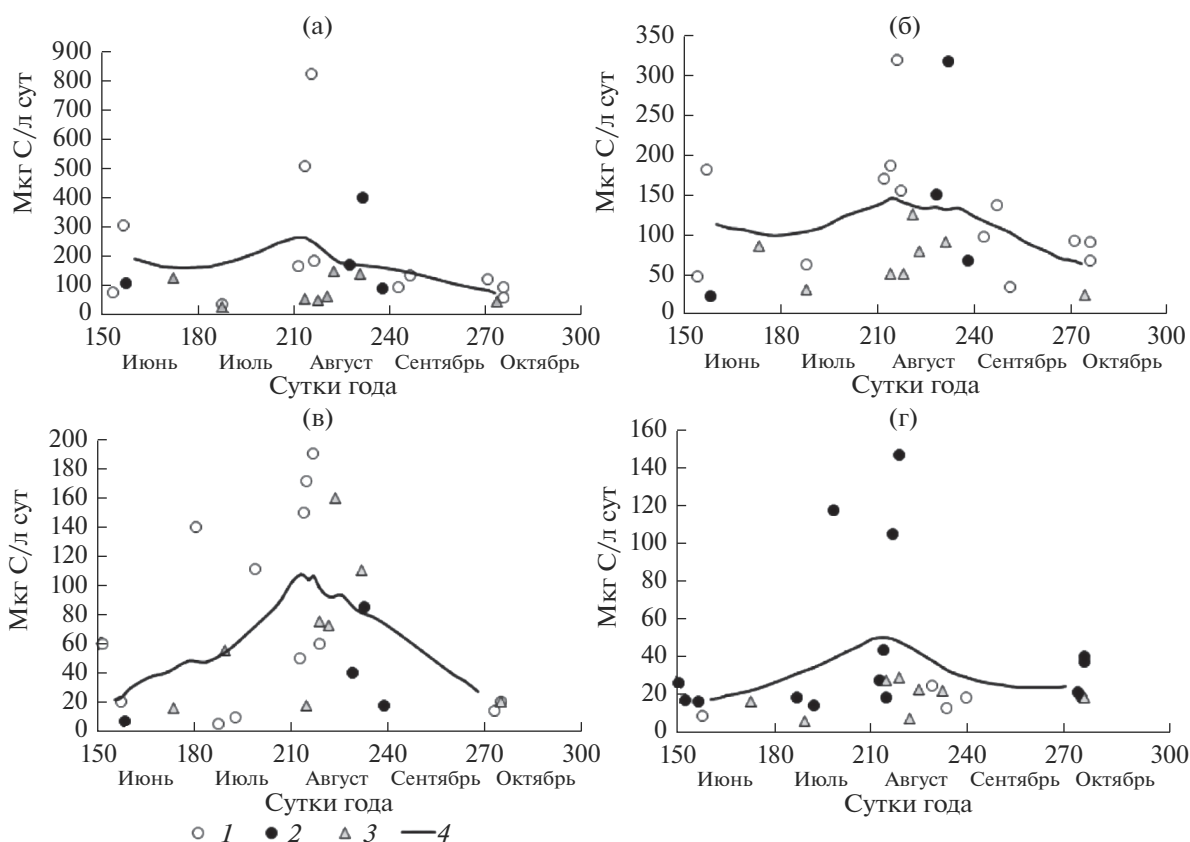 (а)
Мкг С/л сут
900
800
700
600
500
400
300
200
100
0
150 180 210 240 270 300
Июнь Июль Август Сентябрь Октябрь
Сутки года
(б)
Мкг С/л сут
350
300
250
200
150
100
50
0
150 180 210 240 270 300
Июнь Июль Август Сентябрь Октябрь
Сутки года
(в)
Мкг С/л сут
200
180
160
140
120
100
80
60
40
20
0
150 180 210 240 270 300
Июнь Июль Август Сентябрь Октябрь
Сутки года
(г)
Мкг С/л сут
160
140
120
100
80
60
40
20
0
150 180 210 240 270 300
Июнь Июль Август Сентябрь Октябрь
Сутки года
1 2 3 4